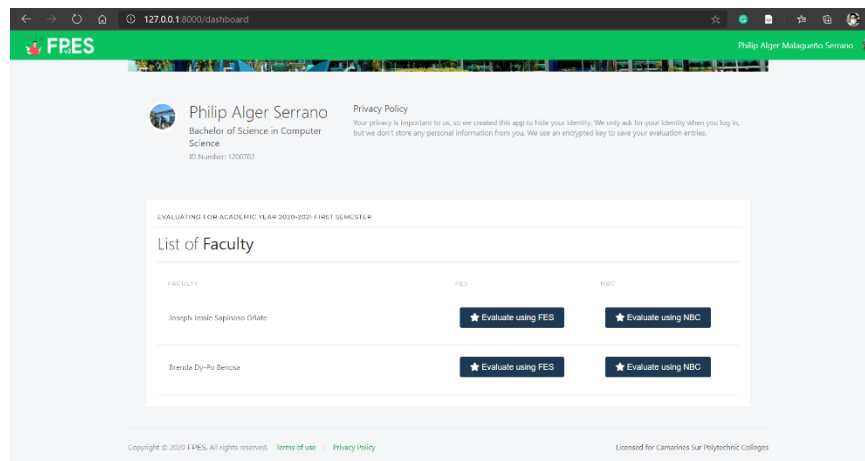 127.0.0.1:8000/dashboard
FPES
Philip Alger Malagueño Serrano
Philip Alger Serrano
Bachelor of Science in Computer
Science
ID Number: 1200702
Privacy Policy
Your privacy is important to us, so we created this app to hide your identity. We only ask for your identity when you log in,
but we don't store any personal information from you. We use an encrypted key to save your evaluation entries.
EVALUATING FOR ACADEMIC YEAR 2020-2021 FIRST SEMESTER
List of Faculty
FACULTY FES NBC
Joseph Jessie Sapinoso Oñate Evaluate using FES Evaluate using NBC
Brenda Dy-Po Benosa Evaluate using FES Evaluate using NBC
Copyright © 2020 FPES. All rights reserved. Terms of use | Privacy Policy Licensed for Camarines Sur Polytechnic Colleges